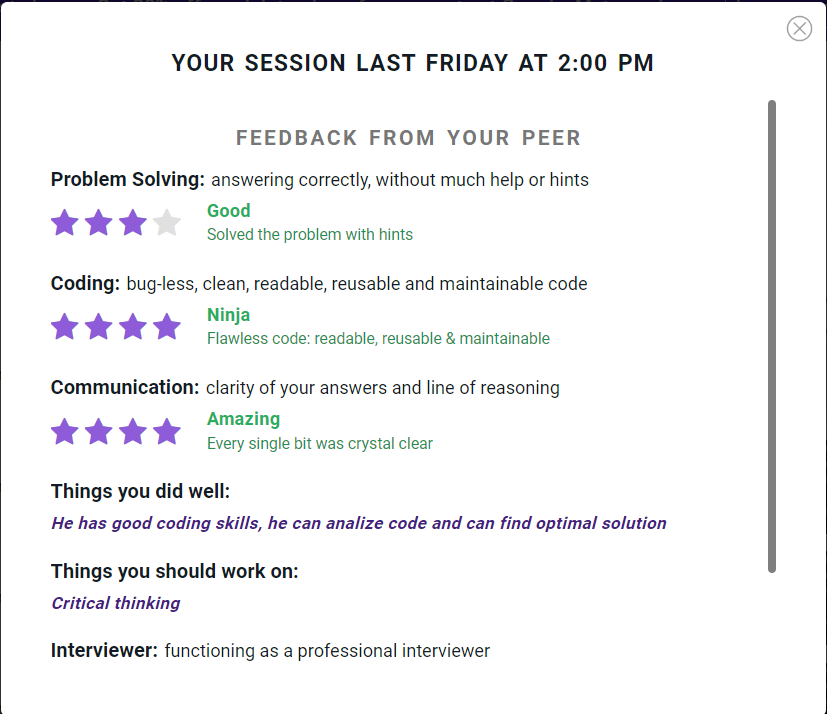 YOUR SESSION LAST FRIDAY AT 2:00 PM
FEEDBACK FROM YOUR PEER
Problem Solving: answering correctly, without much help or hints
Good
Solved the problem with hints
Coding: bug-less, clean, readable, reusable and maintainable code
Ninja
Flawless code: readable, reusable & maintainable
Communication: clarity of your answers and line of reasoning
Amazing
Every single bit was crystal clear
Things you did well:
He has good coding skills, he can analize code and can find optimal solution
Things you should work on:
Critical thinking
Interviewer: functioning as a professional interviewer